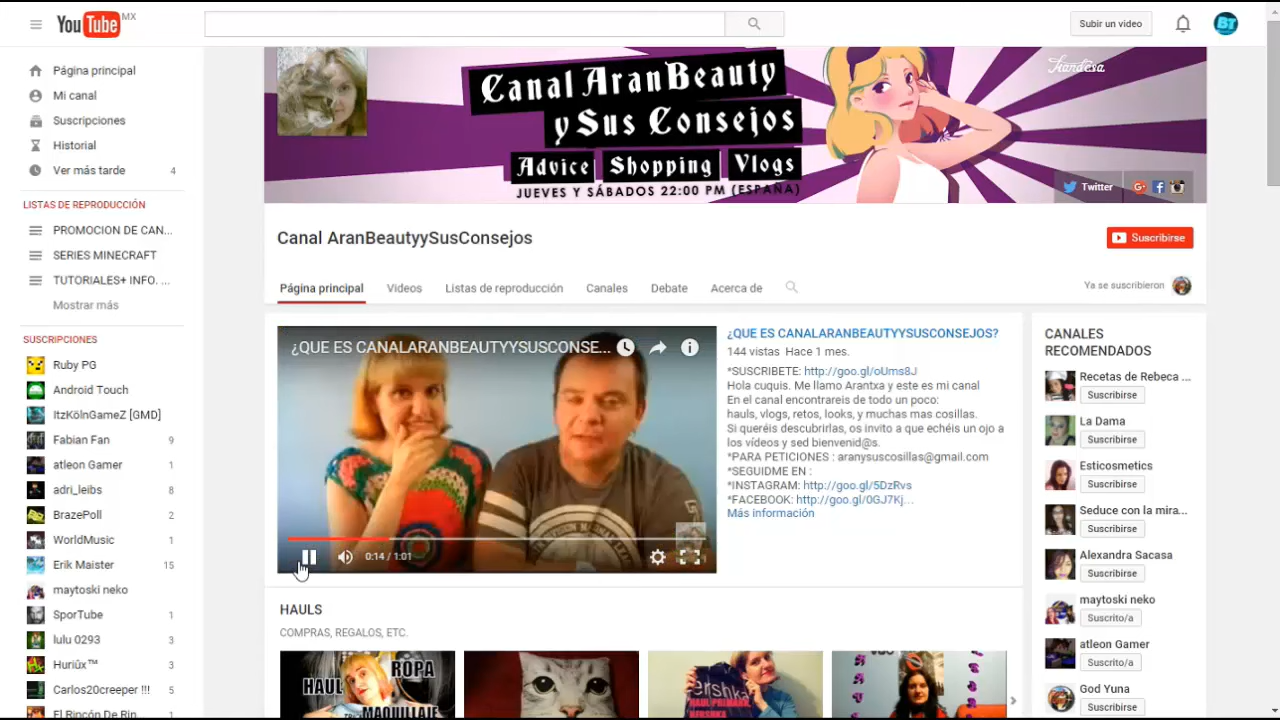 YouTube MX
Subir un video
BT
Página principal
Mi canal
Suscripciones
Historial
Ver más tarde 4
LISTAS DE REPRODUCCIÓN
PROMOCION DE CAN...
SERIES MINECRAFT
TUTORIALES+ INFO. ...
Mostrar más
SUSCRIPCIONES
Ruby PG
Android Touch
ItzKölnGameZ [GMD]
Fabian Fan 9
atleon Gamer 1
adri_leibs 8
BrazePoll 2
WorldMusic 1
Erik Maister 15
maytoski neko
SporTube 1
lulu 0293 3
Huriûx™ 3
Carlos20creeper !!! 5
El Rincón De Rin...
Canal AranBeauty
y Sus Consejos
Advice Shopping Vlogs
JUEVES Y SÁBADOS 22:00 PM (ESPAÑA)
Twitter
Canal AranBeautyySusConsejos
Suscribirse
Página principal Videos Listas de reproducción Canales Debate Acerca de
Ya se suscribieron
¿QUE ES CANALARANBEAUTYYSUSCONSE...
0:14 / 1:01
¿QUE ES CANALARANBEAUTYYSUSCONSEJOS?
144 vistas Hace 1 mes.
*SUSCRIBETE: http://goo.gl/oUms8J
Hola cuquis. Me llamo Arantxa y este es mi canal
En el canal encontrareis de todo un poco:
hauls, vlogs, retos, looks, y muchas mas cosillas.
Si queréis descubrirlas, os invito a que echéis un ojo a
los vídeos y sed bienvenid@s.
*PARA PETICIONES : aranysuscosillas@gmail.com
*SEGUIDME EN :
*INSTAGRAM: http://goo.gl/5DzRvs
*FACEBOOK: http://goo.gl/0GJ7Kj...
Más información
HAULS
COMPRAS, REGALOS, ETC.
HAUL
ROPA
MAQUILLAJE
CANALES
RECOMENDADOS
Recetas de Rebeca ...
Suscribirse
La Dama
Suscribirse
Esticosmetics
Suscribirse
Seduce con la mira...
Suscribirse
Alexandra Sacasa
Suscribirse
maytoski neko
Suscrito/a
atleon Gamer
Suscrito/a
God Yuna
Suscribirse